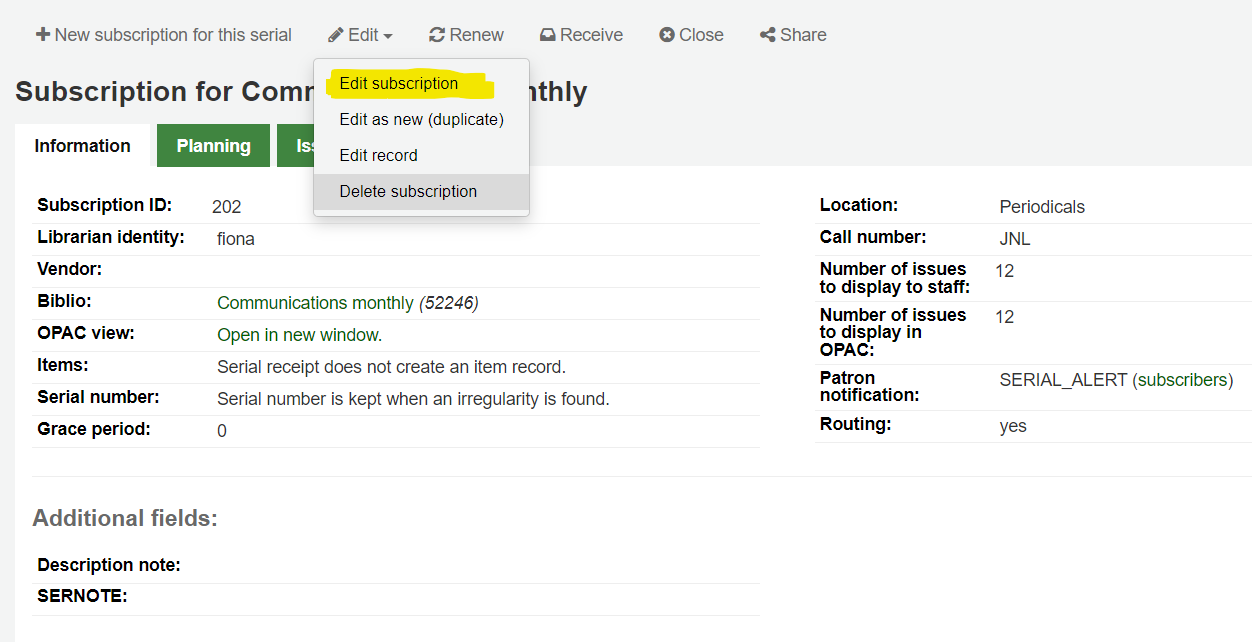 New subscription for this serial Edit Renew Receive Close Share
Edit subscription
Edit as new (duplicate)
Edit record
Delete subscription
Subscription for
Information Planning
Subscription ID: 202
Librarian identity: fiona
Vendor:
Biblio: Communications monthly (52246)
OPAC view: Open in new window.
Items: Serial receipt does not create an item record.
Serial number: Serial number is kept when an irregularity is found.
Grace period: 0
Location: Periodicals
Call number: JNL
Number of issues 12
to display to staff:
Number of issues 12
to display in
OPAC:
Patron SERIAL_ALERT (subscribers)
notification:
Routing: yes
Additional fields:
Description note:
SERNOTE: